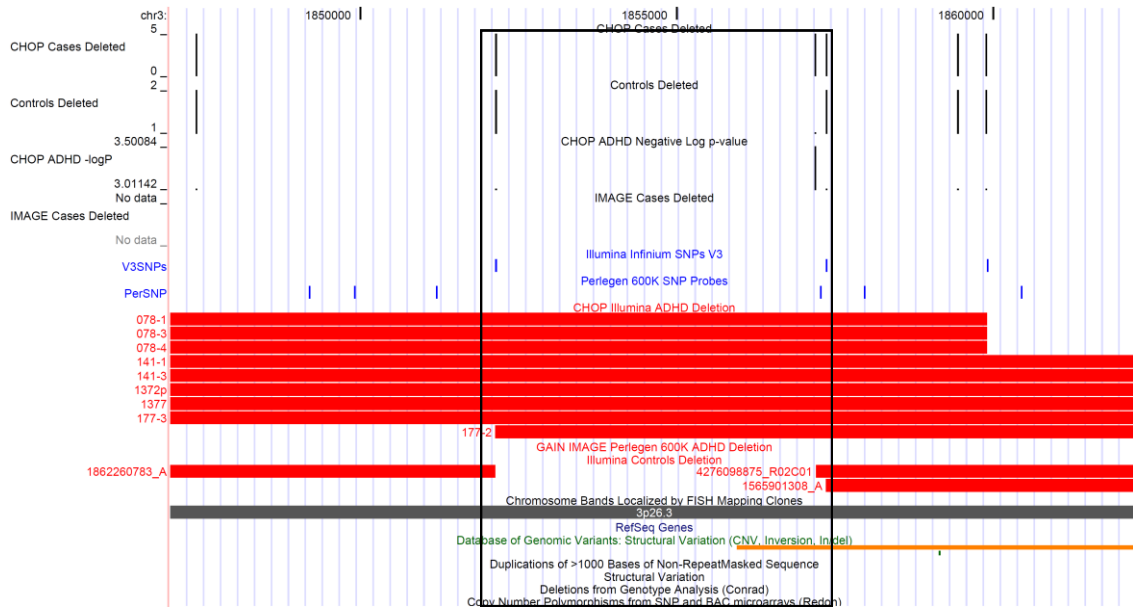 chr3: 1850000 1855000 1860000
CHOP Cases Deleted
5
CHOP Cases Deleted
0
Controls Deleted
2
Controls Deleted
1
CHOP ADHD Negative Log p-value
3.50084
CHOP ADHD -logP
3.01142
IMAGE Cases Deleted
No data
IMAGE Cases Deleted
No data
Illumina Infinium SNPs V3
V3SNPs
Perlegen 600K SNP Probes
PerSNP
CHOP Illumina ADHD Deletion
078-1
078-3
078-4
141-1
141-3
1372p
1377
177-3
177-2
GAIN IMAGE Perlegen 600K ADHD Deletion
Illumina Controls Deletion
1862260783_A 4276098875_R02C01
1565901308_A
Chromosome Bands Localized by FISH Mapping Clones
3p26.3
RefSeq Genes
Database of Genomic Variants: Structural Variation (CNV, Inversion, In/del)
Duplications of >1000 Bases of Non-RepeatMasked Sequence
Structural Variation
Deletions from Genotype Analysis (Conrad)
Copy Number Polymorphisms from SNP and BAC microarrays (Redon)